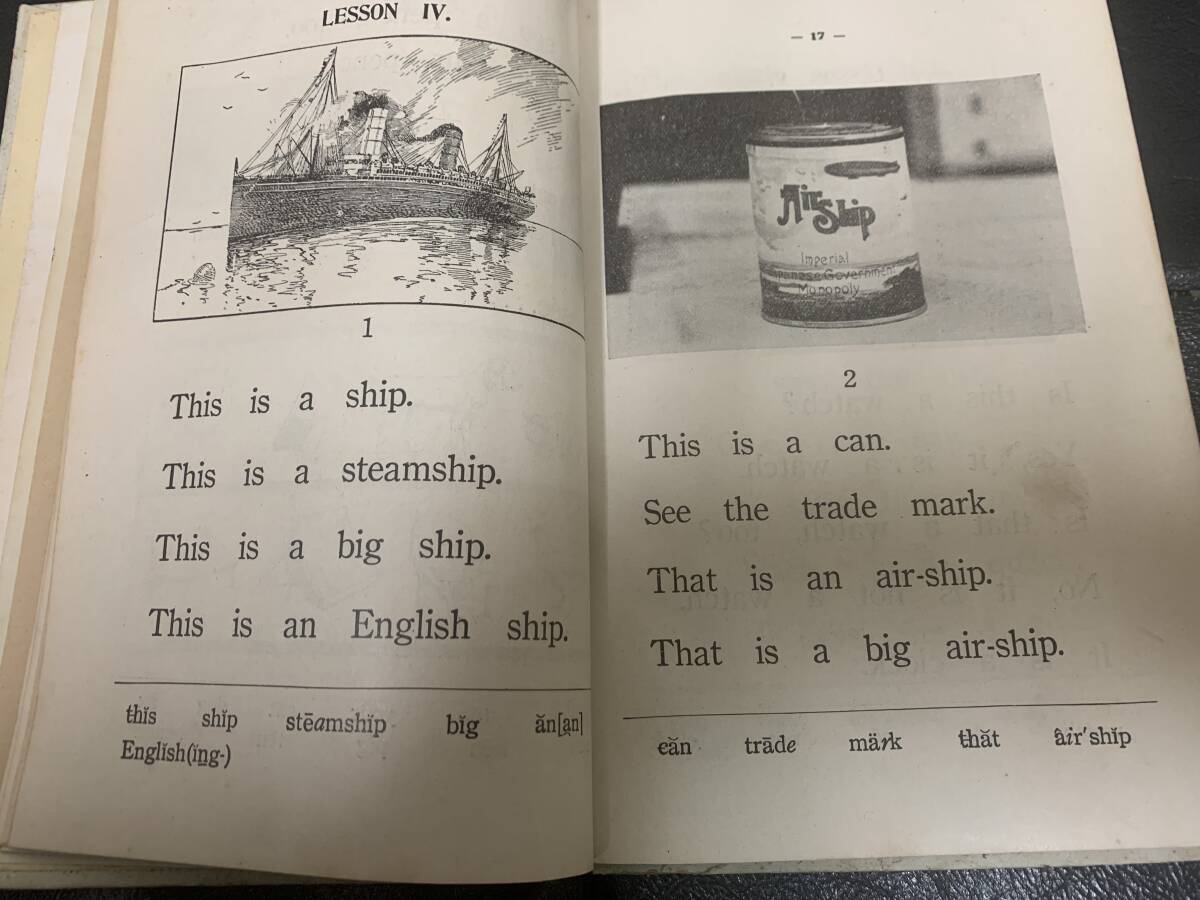 LESSON IV.
1
This is a ship.
This is a steamship.
This is a big ship.
This is an English ship.
thĭs shĭp stēamshĭp bĭg ăn[ạn]
English(ĭṉg-)
— 17 —
Air
Ship
Imperial
Japanese Government
Monopoly
2
This is a can.
See the trade mark.
That is an air-ship.
That is a big air-ship.
căn trāde märk thăt âir'shĭp